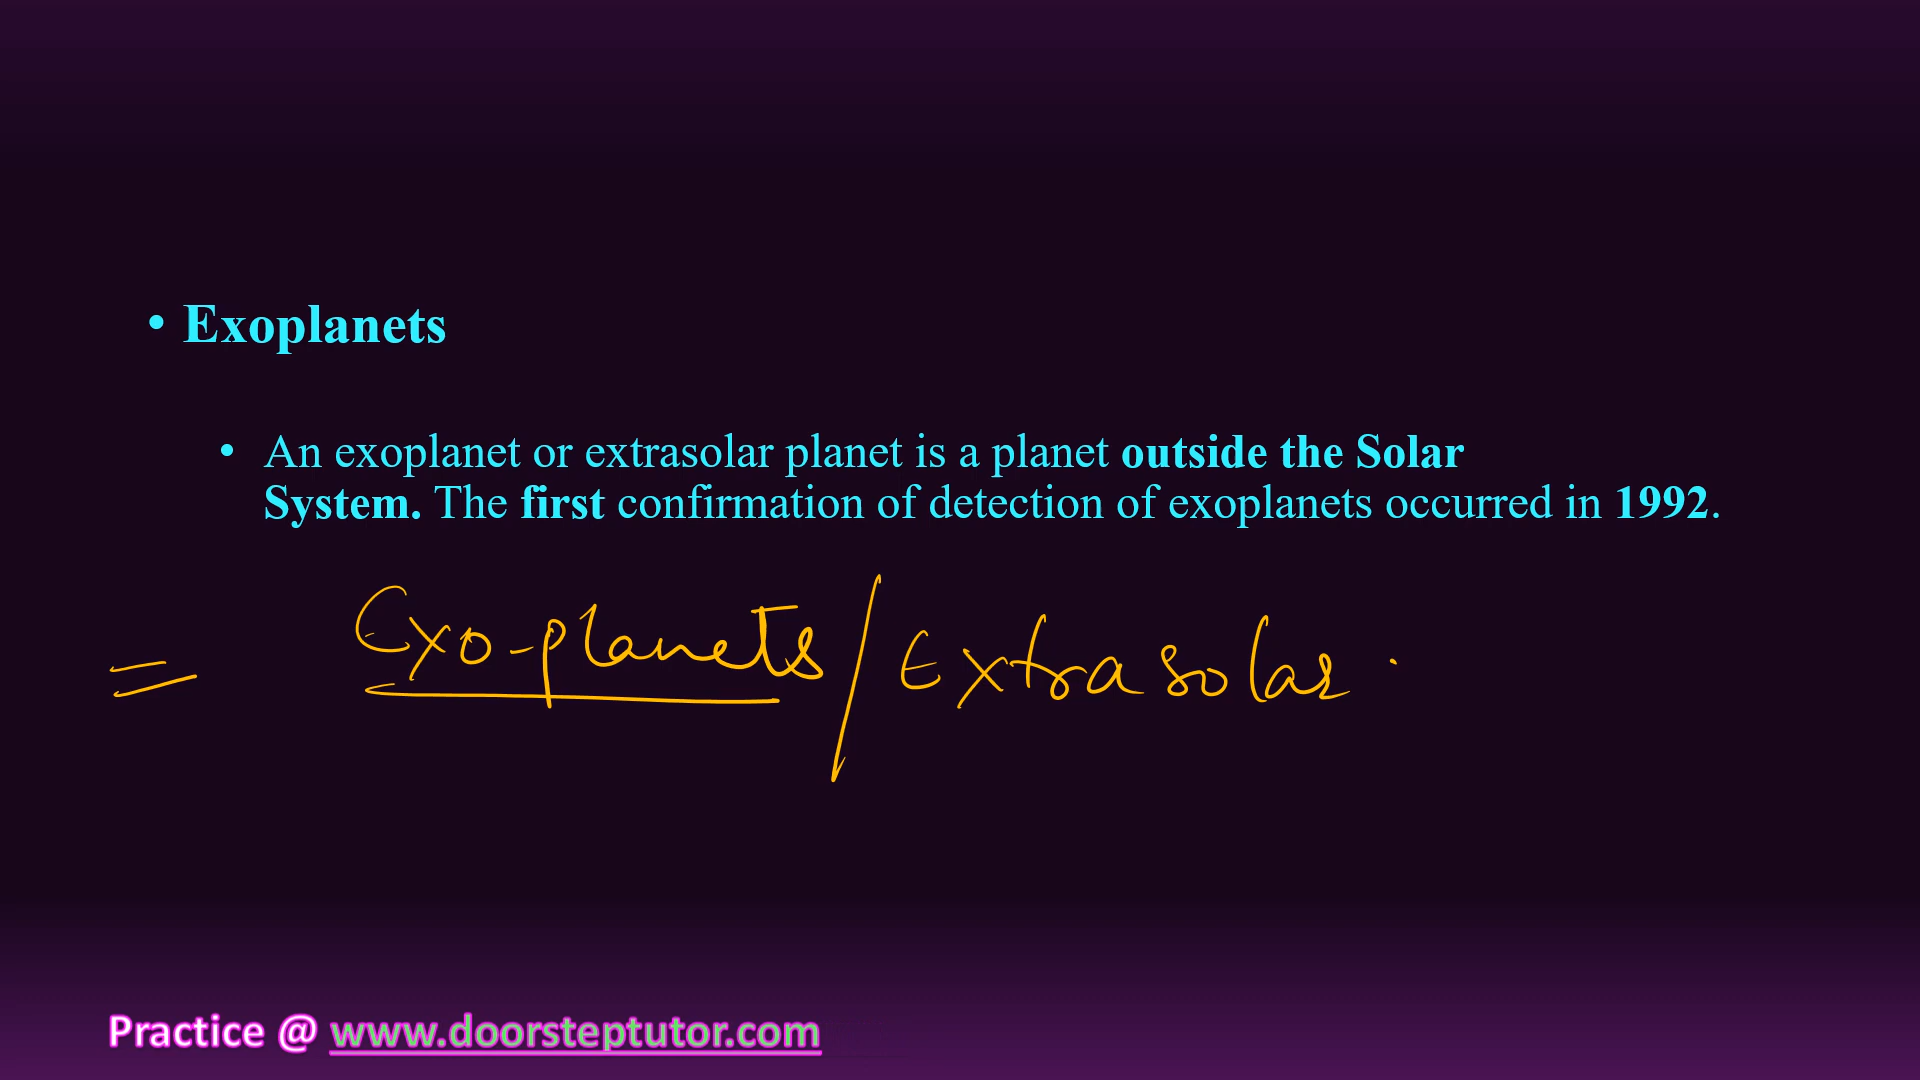 • Exoplanets
• An exoplanet or extrasolar planet is a planet outside the Solar
System. The first confirmation of detection of exoplanets occurred in 1992.
= Exo-planets / Extrasolar .
Practice @ www.doorsteptutor.com